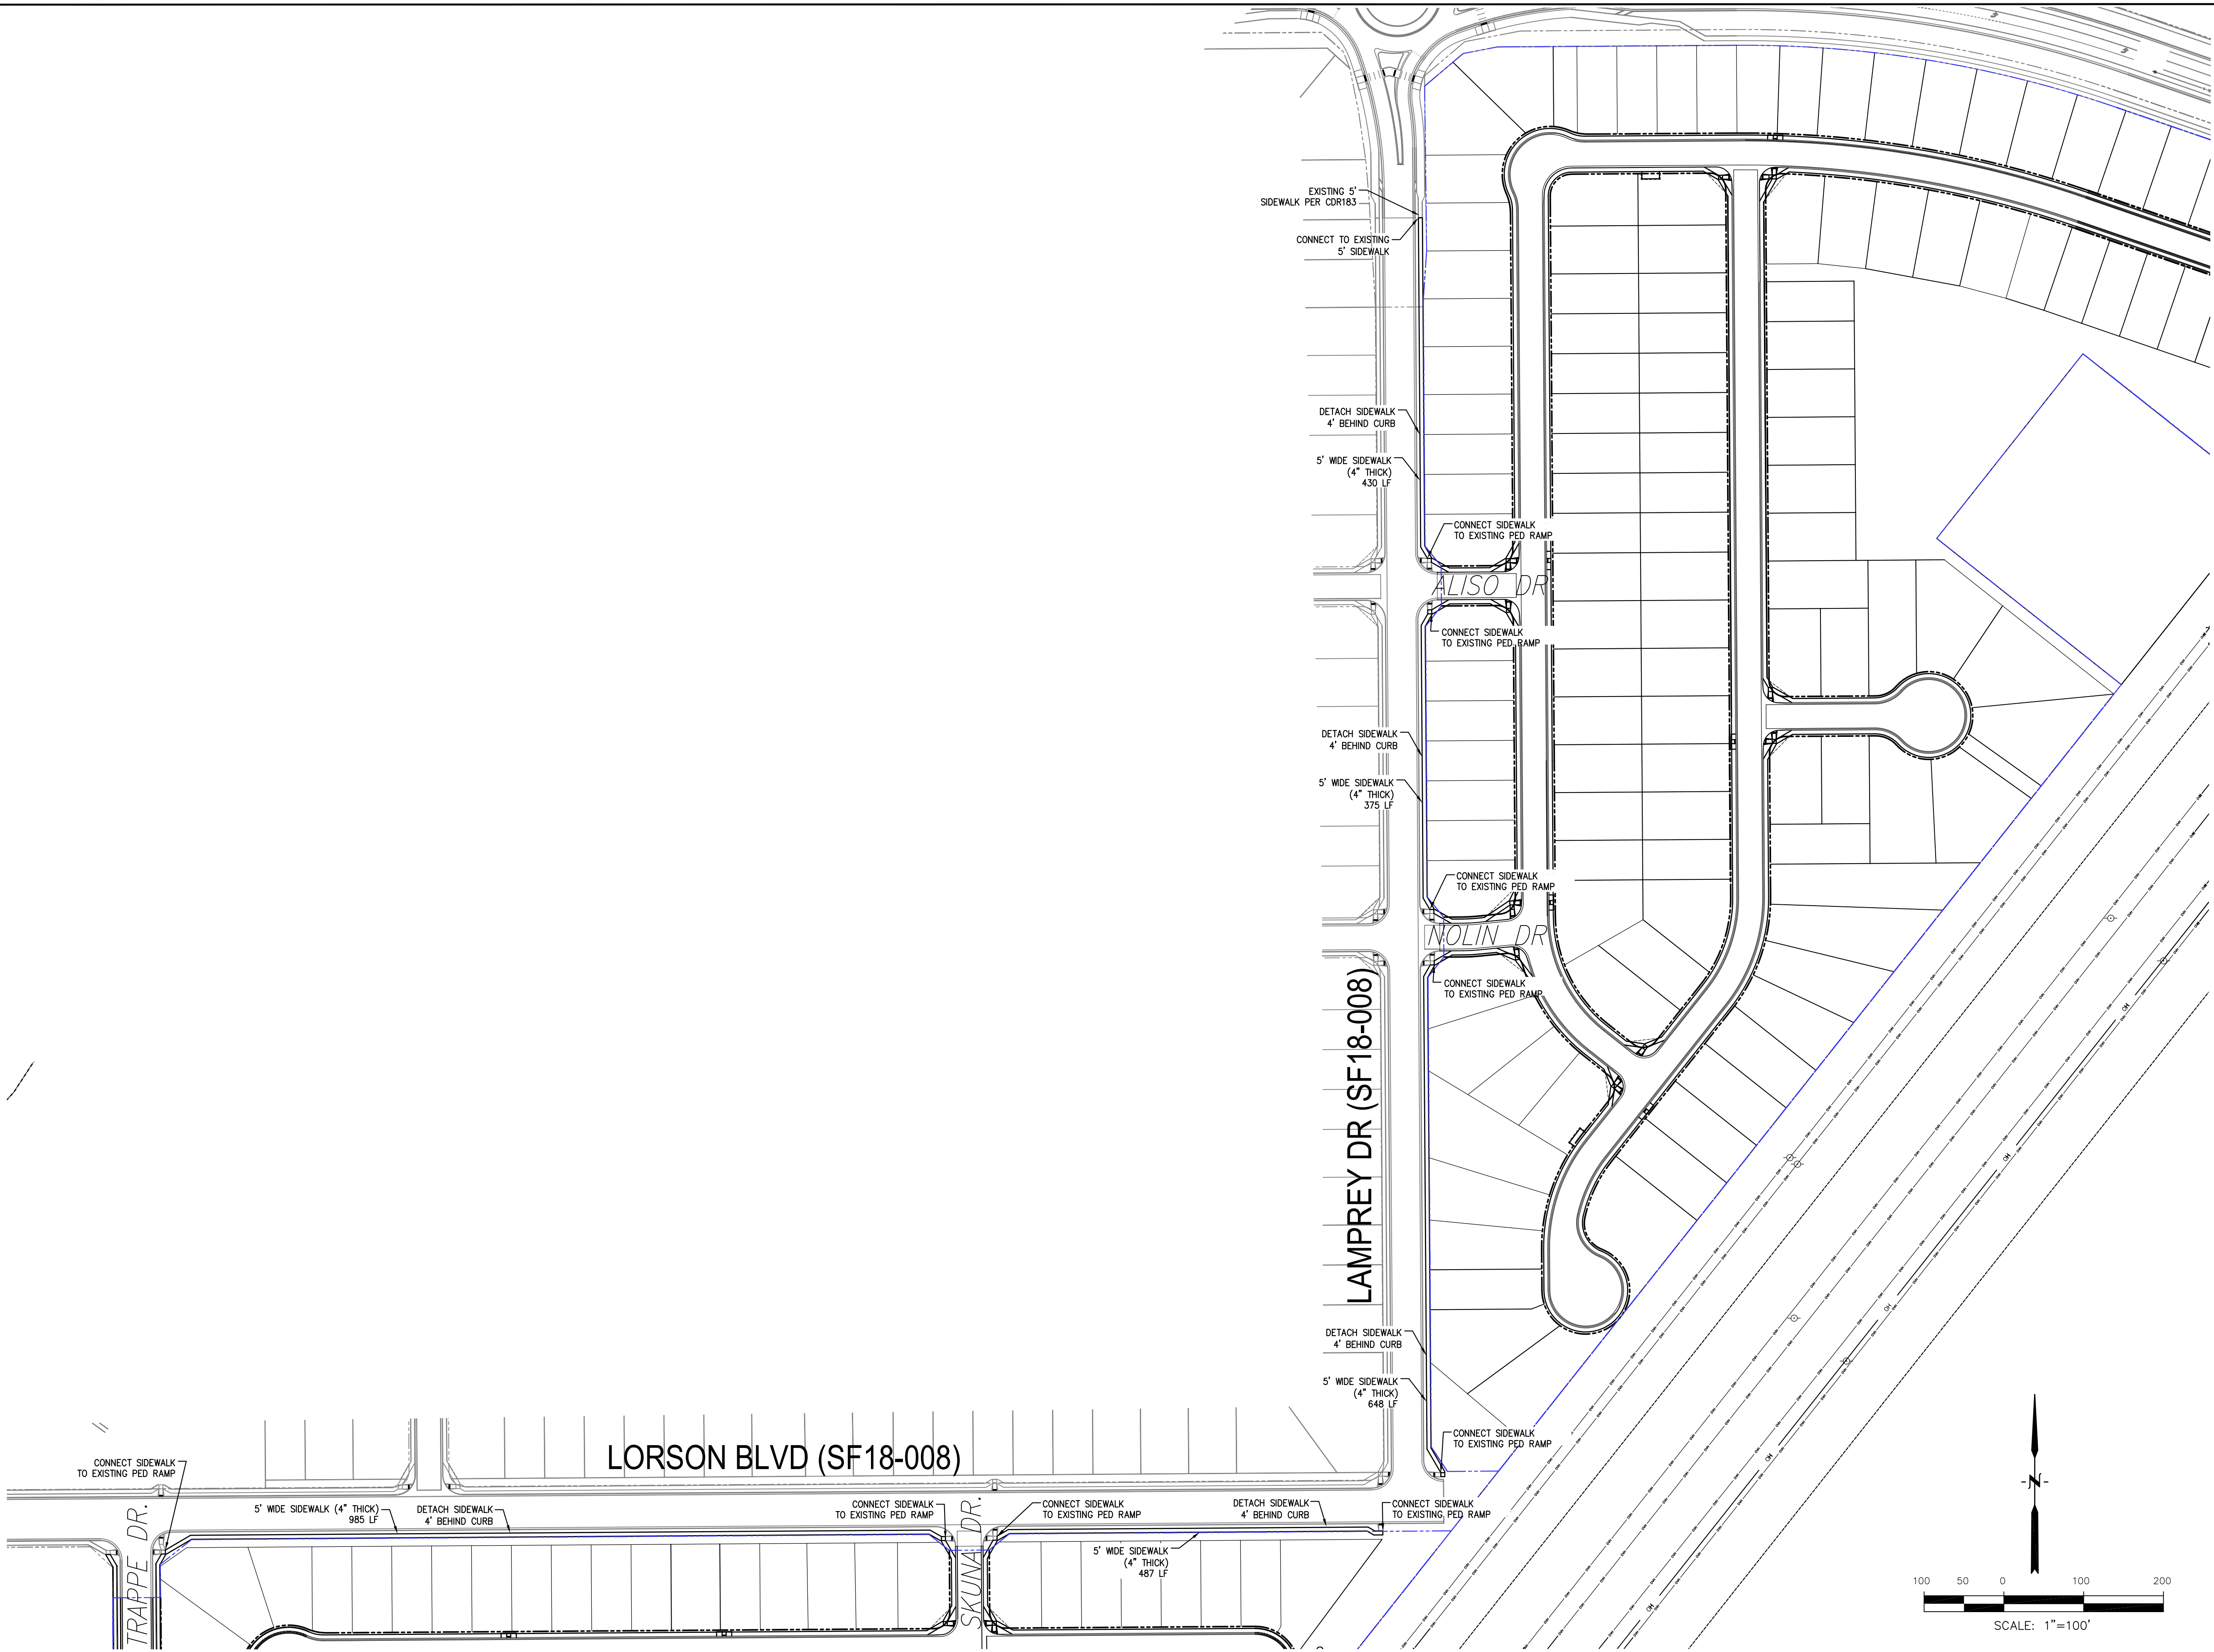 EXISTING 5'
SIDEWALK PER CDR183
CONNECT TO EXISTING
5' SIDEWALK
DETACH SIDEWALK
4' BEHIND CURB
5' WIDE SIDEWALK
(4" THICK)
430 LF
CONNECT SIDEWALK
TO EXISTING PED RAMP
ALISO DR
CONNECT SIDEWALK
TO EXISTING PED RAMP
DETACH SIDEWALK
4' BEHIND CURB
5' WIDE SIDEWALK
(4" THICK)
375 LF
CONNECT SIDEWALK
TO EXISTING PED RAMP
NOLIN DR
CONNECT SIDEWALK
TO EXISTING PED RAMP
LAMPREY DR (SF18-008)
DETACH SIDEWALK
4' BEHIND CURB
5' WIDE SIDEWALK
(4" THICK)
648 LF
CONNECT SIDEWALK
TO EXISTING PED RAMP
LORSON BLVD (SF18-008)
CONNECT SIDEWALK
TO EXISTING PED RAMP
TRAPPE DR.
5' WIDE SIDEWALK (4" THICK)
985 LF
DETACH SIDEWALK
4' BEHIND CURB
CONNECT SIDEWALK
TO EXISTING PED RAMP
SKUNA DR.
CONNECT SIDEWALK
TO EXISTING PED RAMP
DETACH SIDEWALK
4' BEHIND CURB
CONNECT SIDEWALK
TO EXISTING PED RAMP
5' WIDE SIDEWALK
(4" THICK)
487 LF
OH
OH
OH
OH
OH
OH
N
100 50 0 100 200
SCALE: 1"=100'